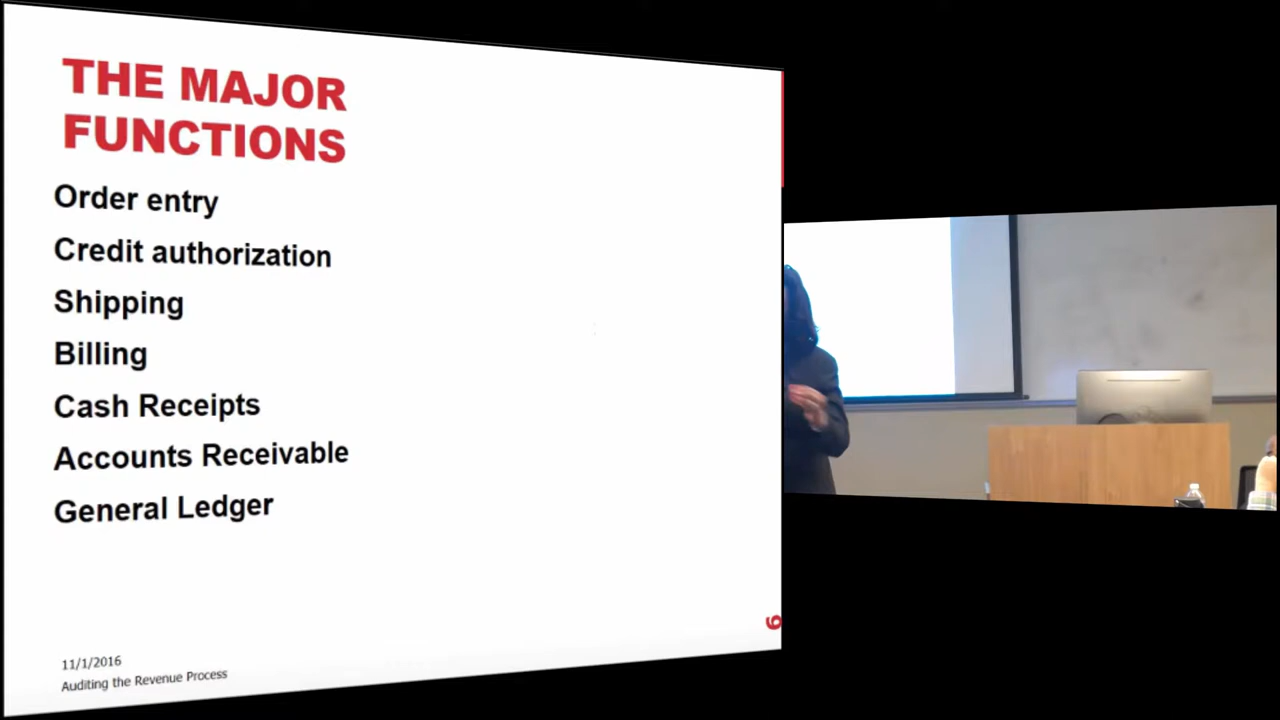 THE MAJOR
FUNCTIONS
Order entry
Credit authorization
Shipping
Billing
Cash Receipts
Accounts Receivable
General Ledger
11/1/2016
Auditing the Revenue Process
6